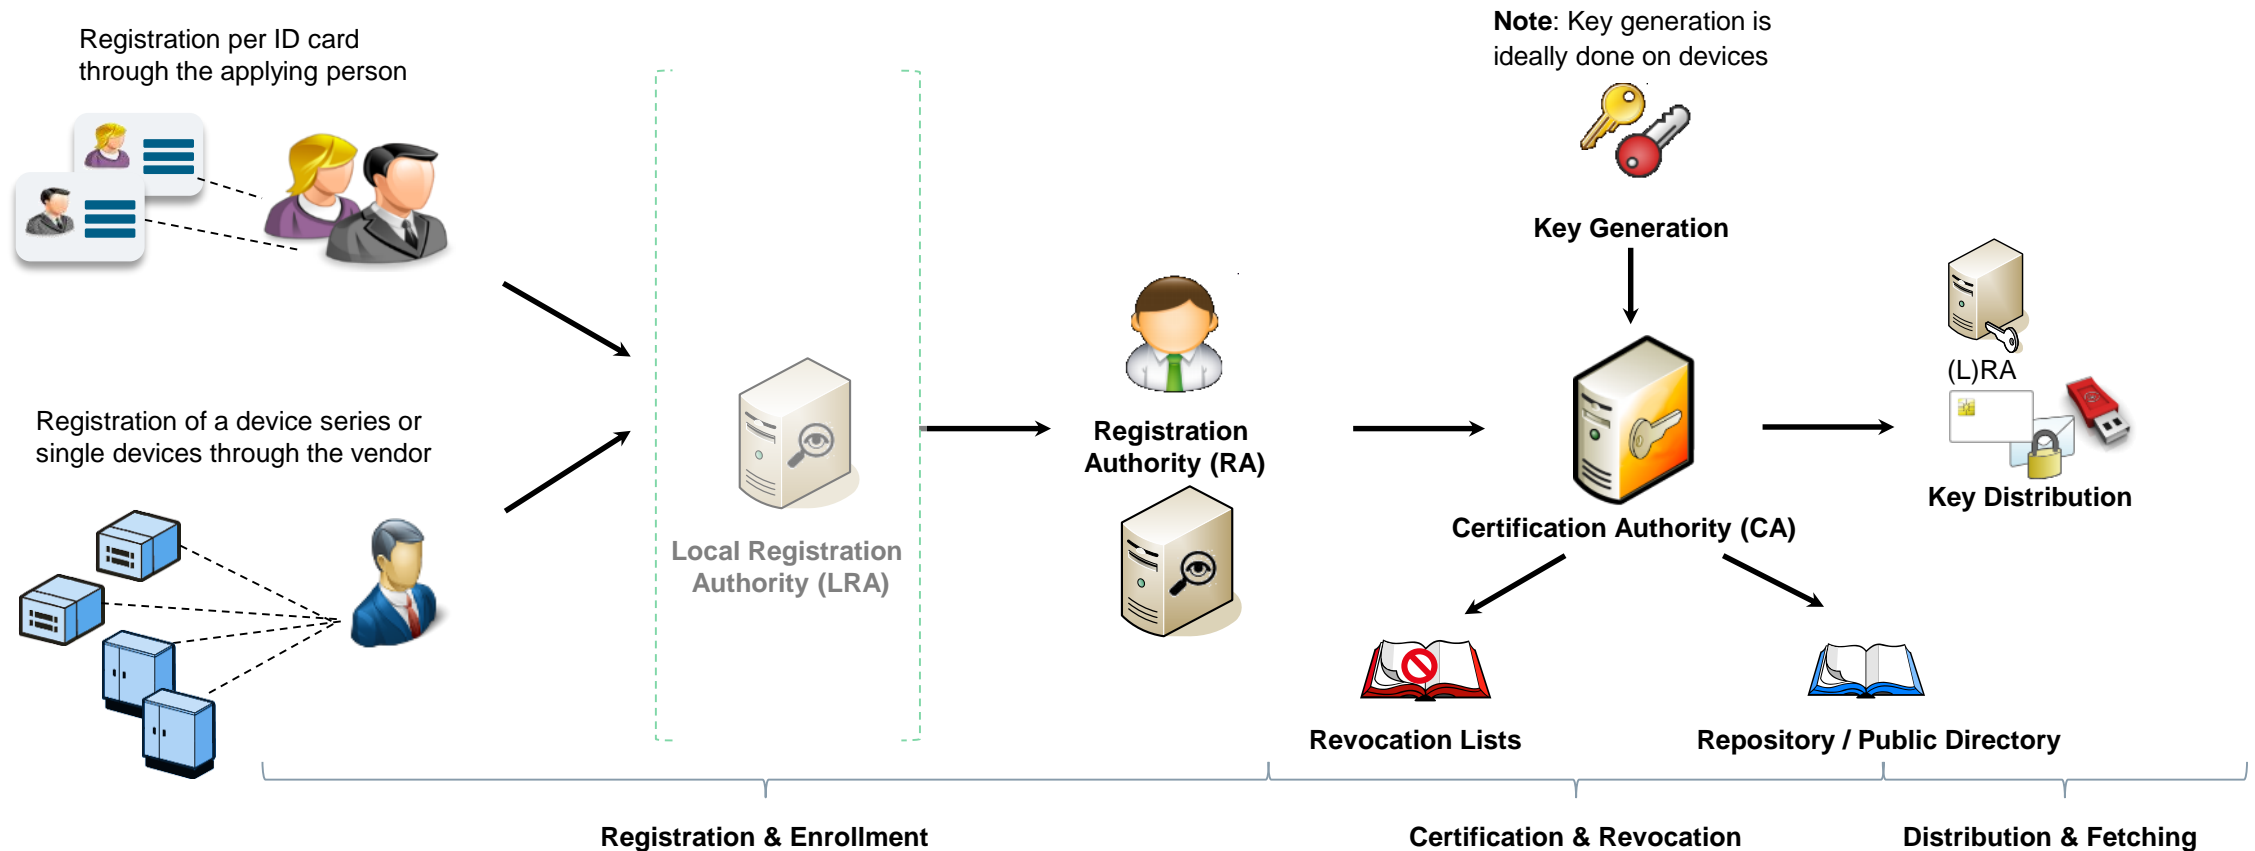 Registration per ID card
through the applying person
Note: Key generation is
ideally done on devices
Key Generation
(L)RA
Registration of a device series or
single devices through the vendor
Registration
Authority (RA)
Key Distribution
Certification Authority (CA)
Local Registration
Authority (LRA)
Revocation Lists
Repository / Public Directory
Registration & Enrollment
Certification & Revocation
Distribution & Fetching